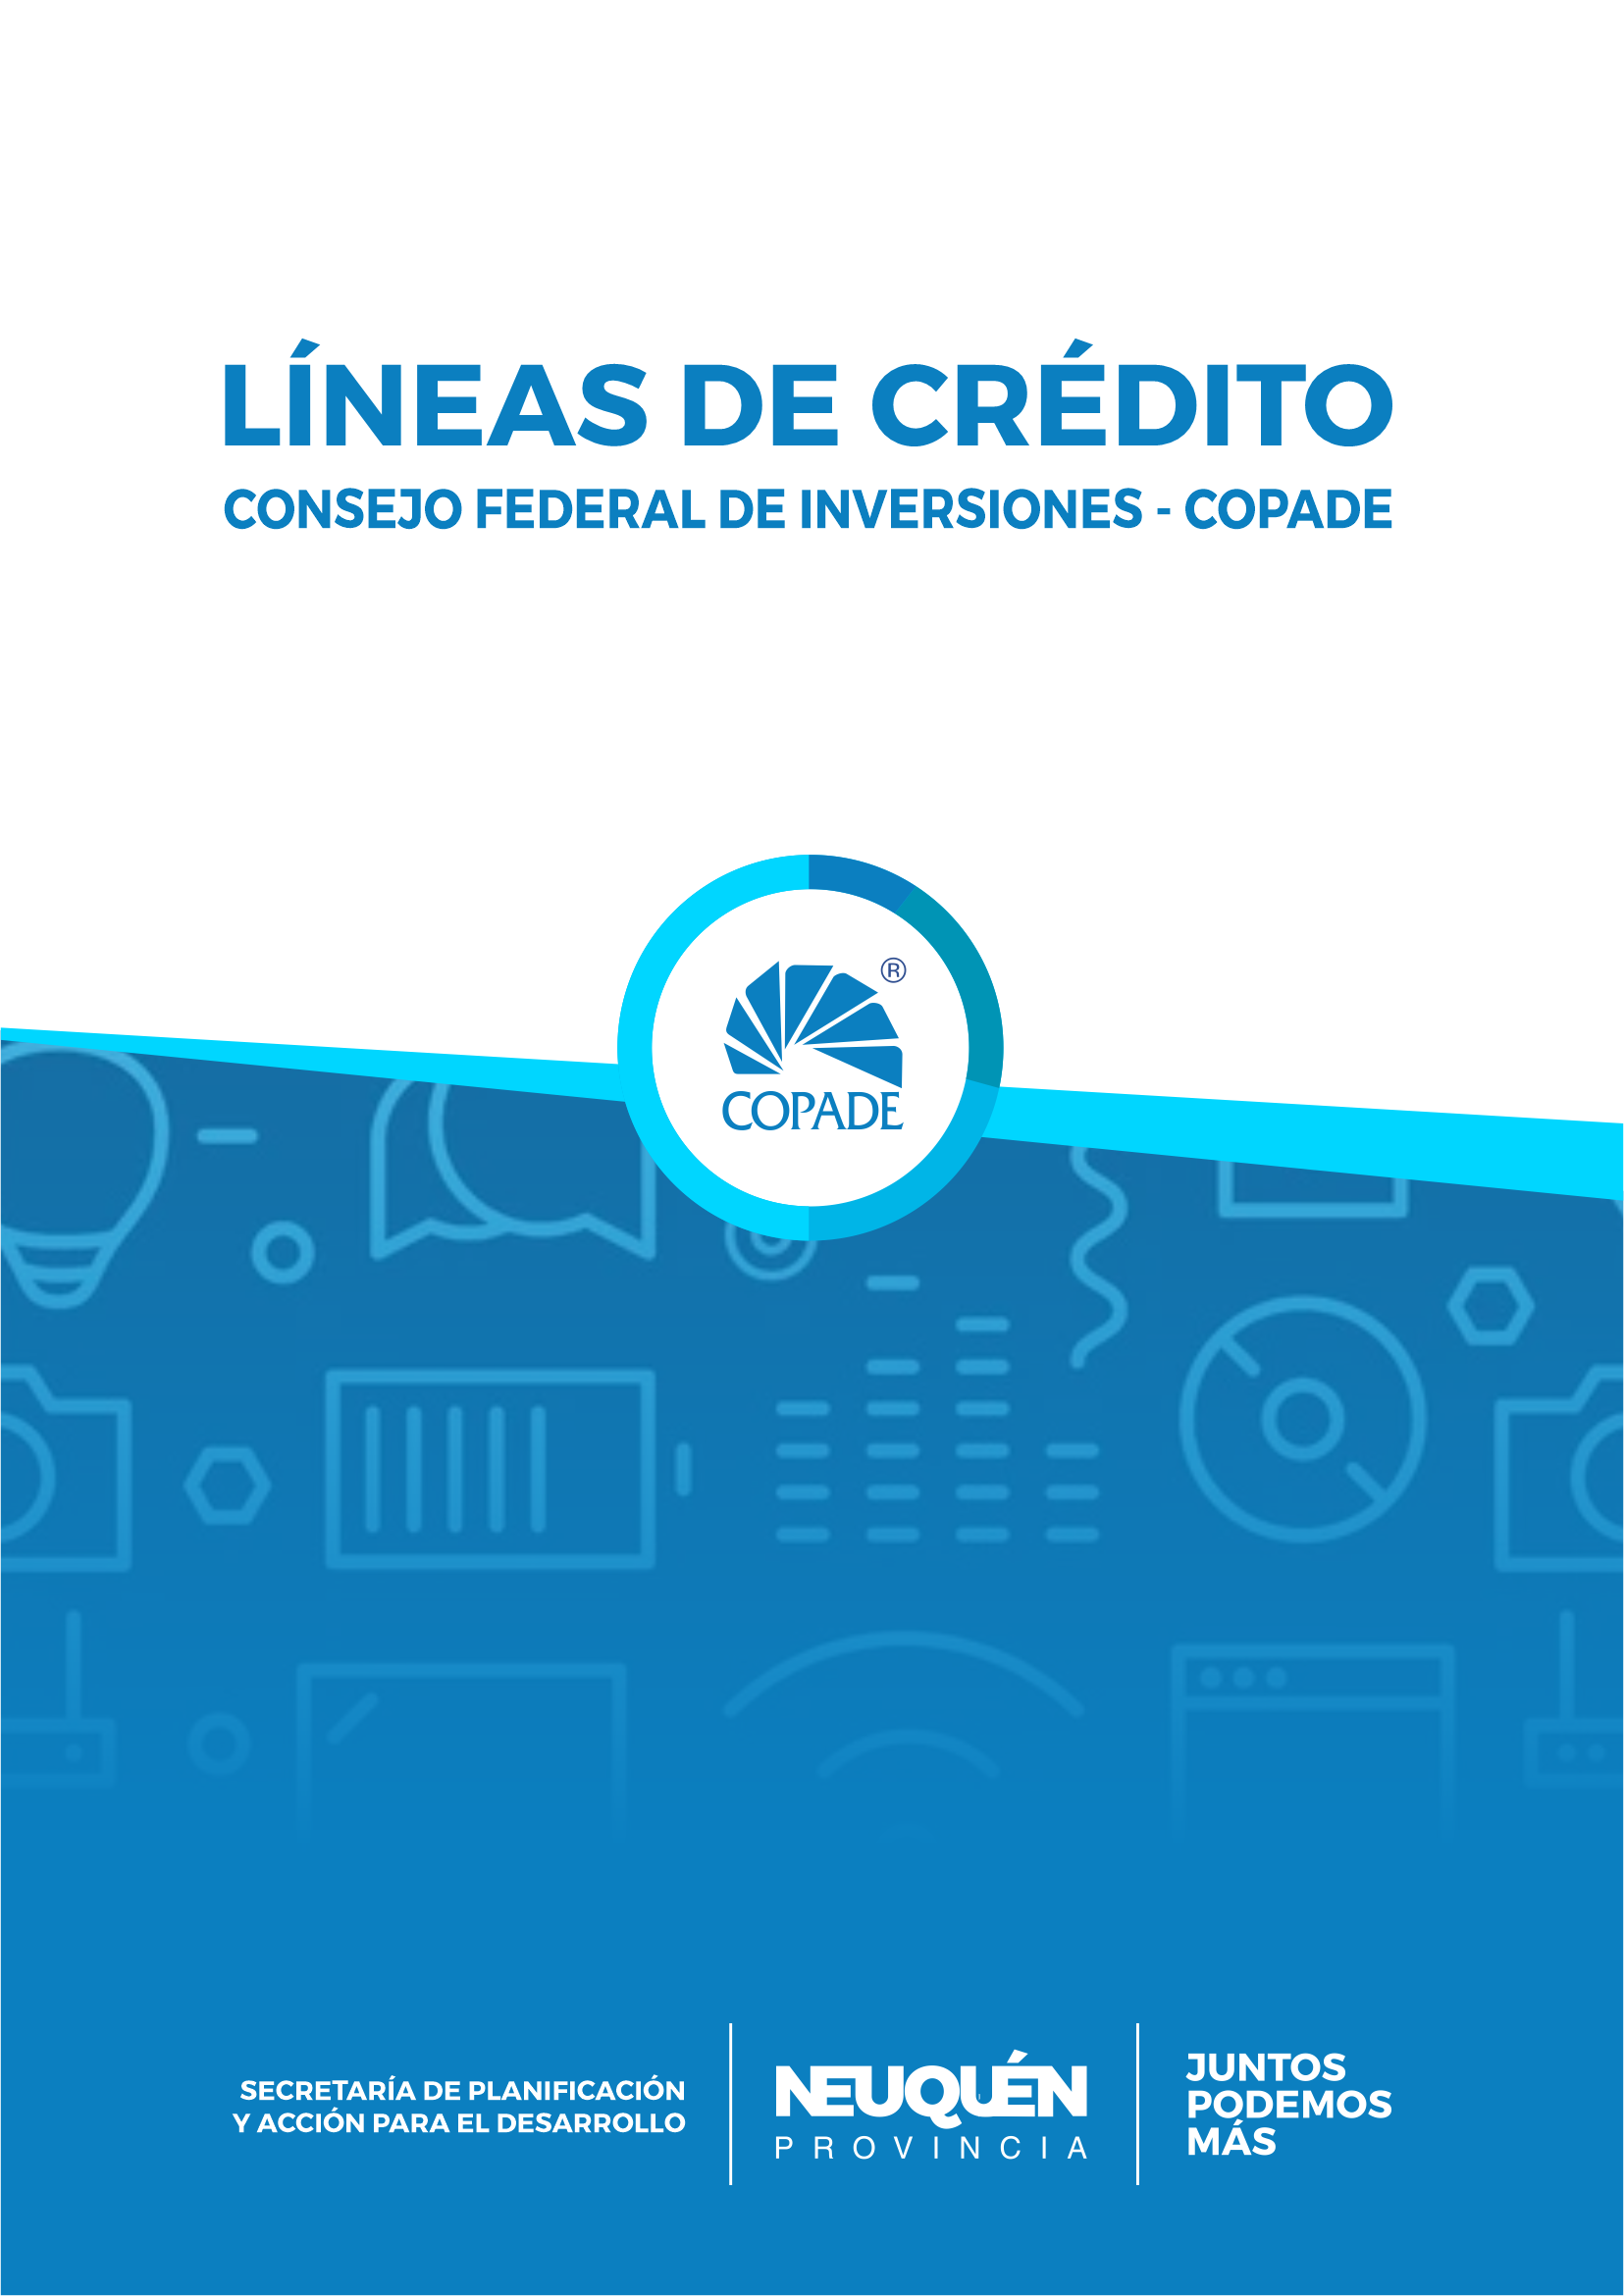 LÍNEAS DE CRÉDITO
CONSEJO FEDERAL DE INVERSIONES - COPADE
®
COPADE
SECRETARÍA DE PLANIFICACIÓN
Y ACCIÓN PARA EL DESARROLLO
NEUQUÉN
PROVINCIA
JUNTOS
PODEMOS
MÁS